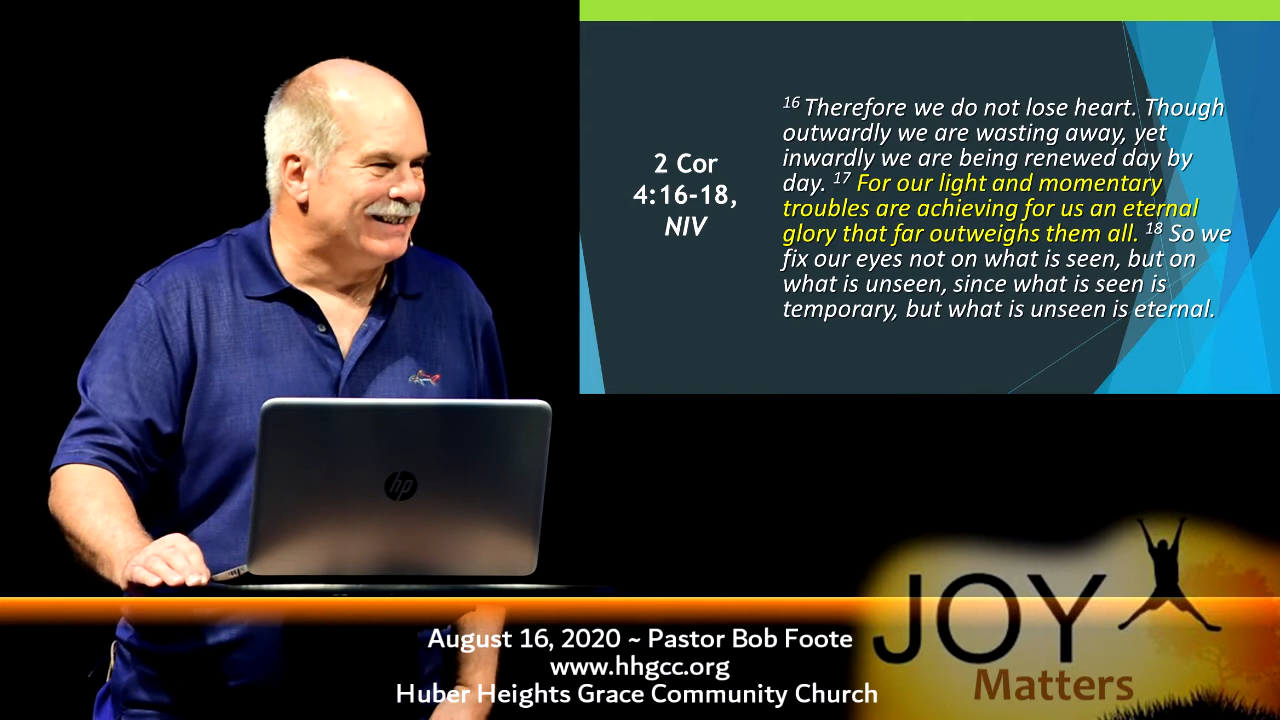 2 Cor
4:16-18,
NIV
16 Therefore we do not lose heart. Though
outwardly we are wasting away, yet
inwardly we are being renewed day by
day. 17 For our light and momentary
troubles are achieving for us an eternal
glory that far outweighs them all. 18 So we
fix our eyes not on what is seen, but on
what is unseen, since what is seen is
temporary, but what is unseen is eternal.
hp
JOY
Matters
August 16, 2020 ~ Pastor Bob Foote
www.hhgcc.org
Huber Heights Grace Community Church